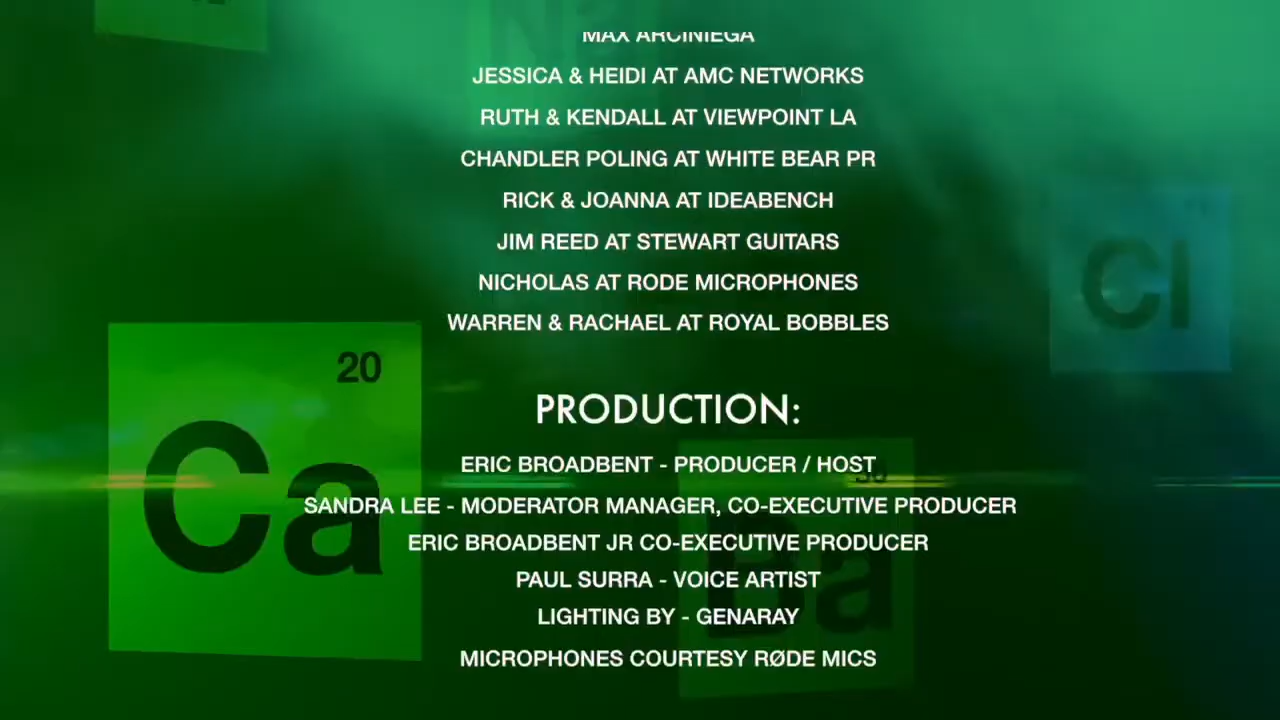 MAX ARCINIEGA
JESSICA & HEIDI AT AMC NETWORKS
RUTH & KENDALL AT VIEWPOINT LA
CHANDLER POLING AT WHITE BEAR PR
RICK & JOANNA AT IDEABENCH
JIM REED AT STEWART GUITARS
NICHOLAS AT RODE MICROPHONES
WARREN & RACHAEL AT ROYAL BOBBLES
Cl
20
Ca
PRODUCTION:
ERIC BROADBENT - PRODUCER / HOST
SANDRA LEE - MODERATOR MANAGER, CO-EXECUTIVE PRODUCER
ERIC BROADBENT JR CO-EXECUTIVE PRODUCER
PAUL SURRA - VOICE ARTIST
LIGHTING BY - GENARAY
MICROPHONES COURTESY RØDE MICS
Ba